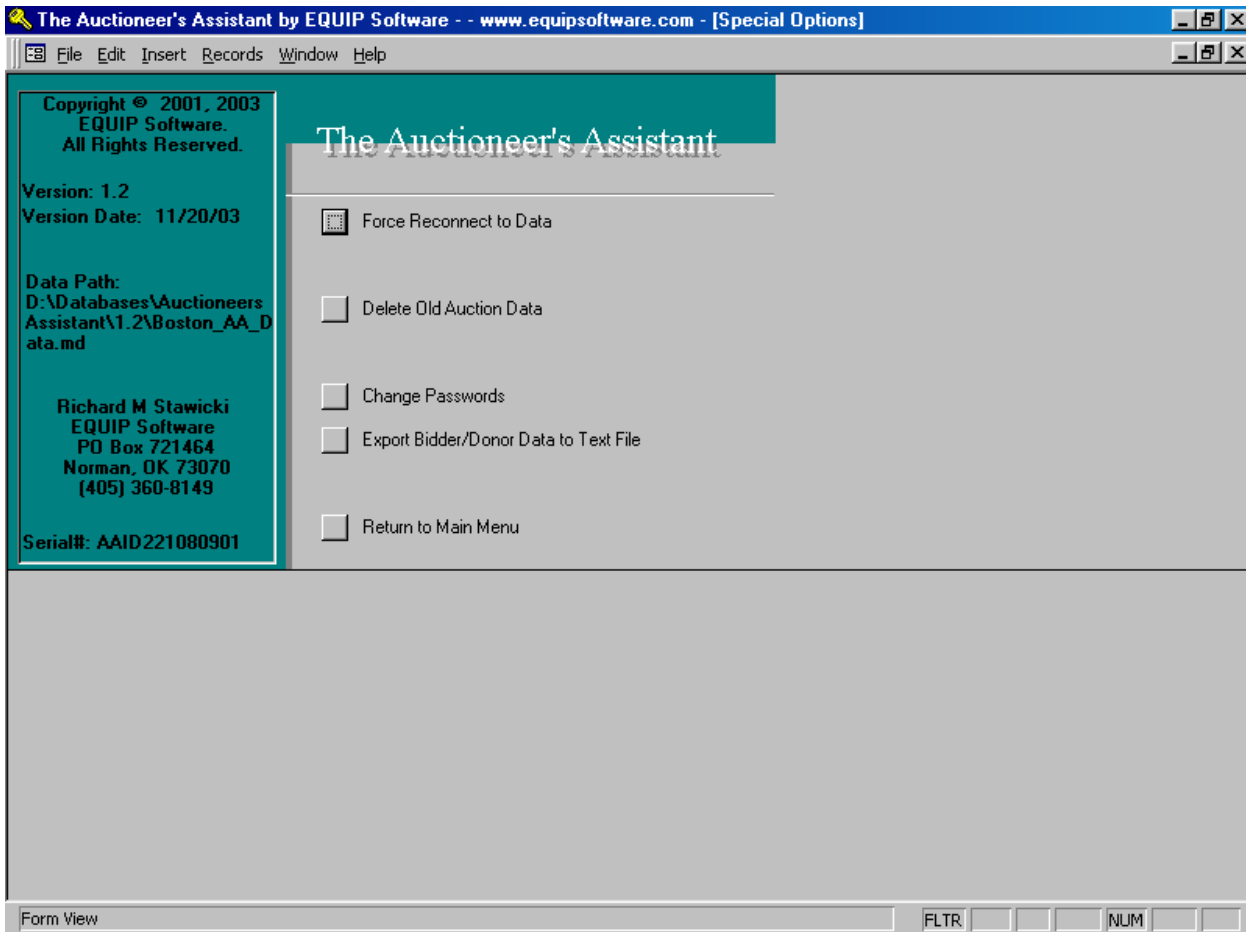 The Auctioneer's Assistant by EQUIP Software - - www.equipsoftware.com - [Special Options]
File Edit Insert Records Window Help
Copyright © 2001, 2003
EQUIP Software.
All Rights Reserved.
Version: 1.2
Version Date: 11/20/03
Data Path:
D:\Databases\Auctioneers
Assistant\1.2\Boston_AA_D
ata.md
Richard M Stawicki
EQUIP Software
PO Box 721464
Norman, OK 73070
(405) 360-8149
Serial#: AAID221080901
The Auctioneer's Assistant
Force Reconnect to Data
Delete Old Auction Data
Change Passwords
Export Bidder/Donor Data to Text File
Return to Main Menu
Form View
FLTR
NUM